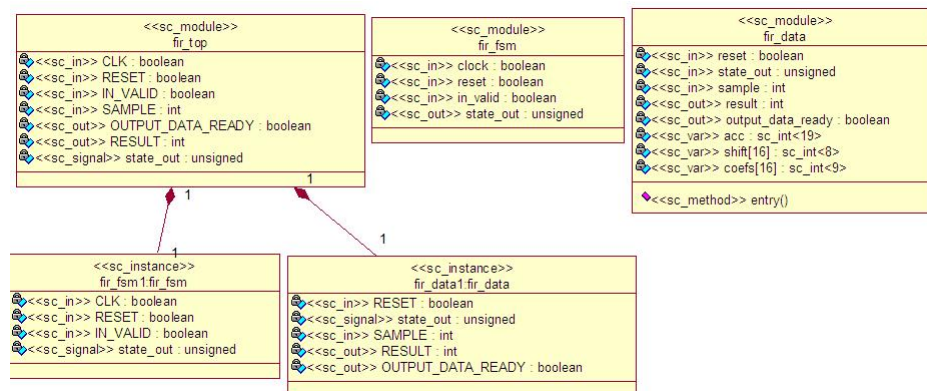 <<sc_module>>
fir_top
<<sc_in>> CLK : boolean
<<sc_in>> RESET : boolean
<<sc_in>> IN_VALID : boolean
<<sc_in>> SAMPLE : int
<<sc_out>> OUTPUT_DATA_READY : boolean
<<sc_out>> RESULT : int
<<sc_signal>> state_out : unsigned
<<sc_module>>
fir_fsm
<<sc_in>> clock : boolean
<<sc_in>> reset : boolean
<<sc_in>> in_valid : boolean
<<sc_out>> state_out : unsigned
<<sc_module>>
fir_data
<<sc_in>> reset : boolean
<<sc_in>> state_out : unsigned
<<sc_in>> sample : int
<<sc_out>> result : int
<<sc_out>> output_data_ready : boolean
<<sc_var>> acc : sc_int<19>
<<sc_var>> shift[16] : sc_int<8>
<<sc_var>> coefs[16] : sc_int<9>
<<sc_method>> entry()
1
1
1
1
<<sc_instance>>
fir_fsm1:fir_fsm
<<sc_in>> CLK : boolean
<<sc_in>> RESET : boolean
<<sc_in>> IN_VALID : boolean
<<sc_signal>> state_out : unsigned
<<sc_instance>>
fir_data1:fir_data
<<sc_in>> RESET : boolean
<<sc_signal>> state_out : unsigned
<<sc_in>> SAMPLE : int
<<sc_out>> RESULT : int
<<sc_out>> OUTPUT_DATA_READY : boolean